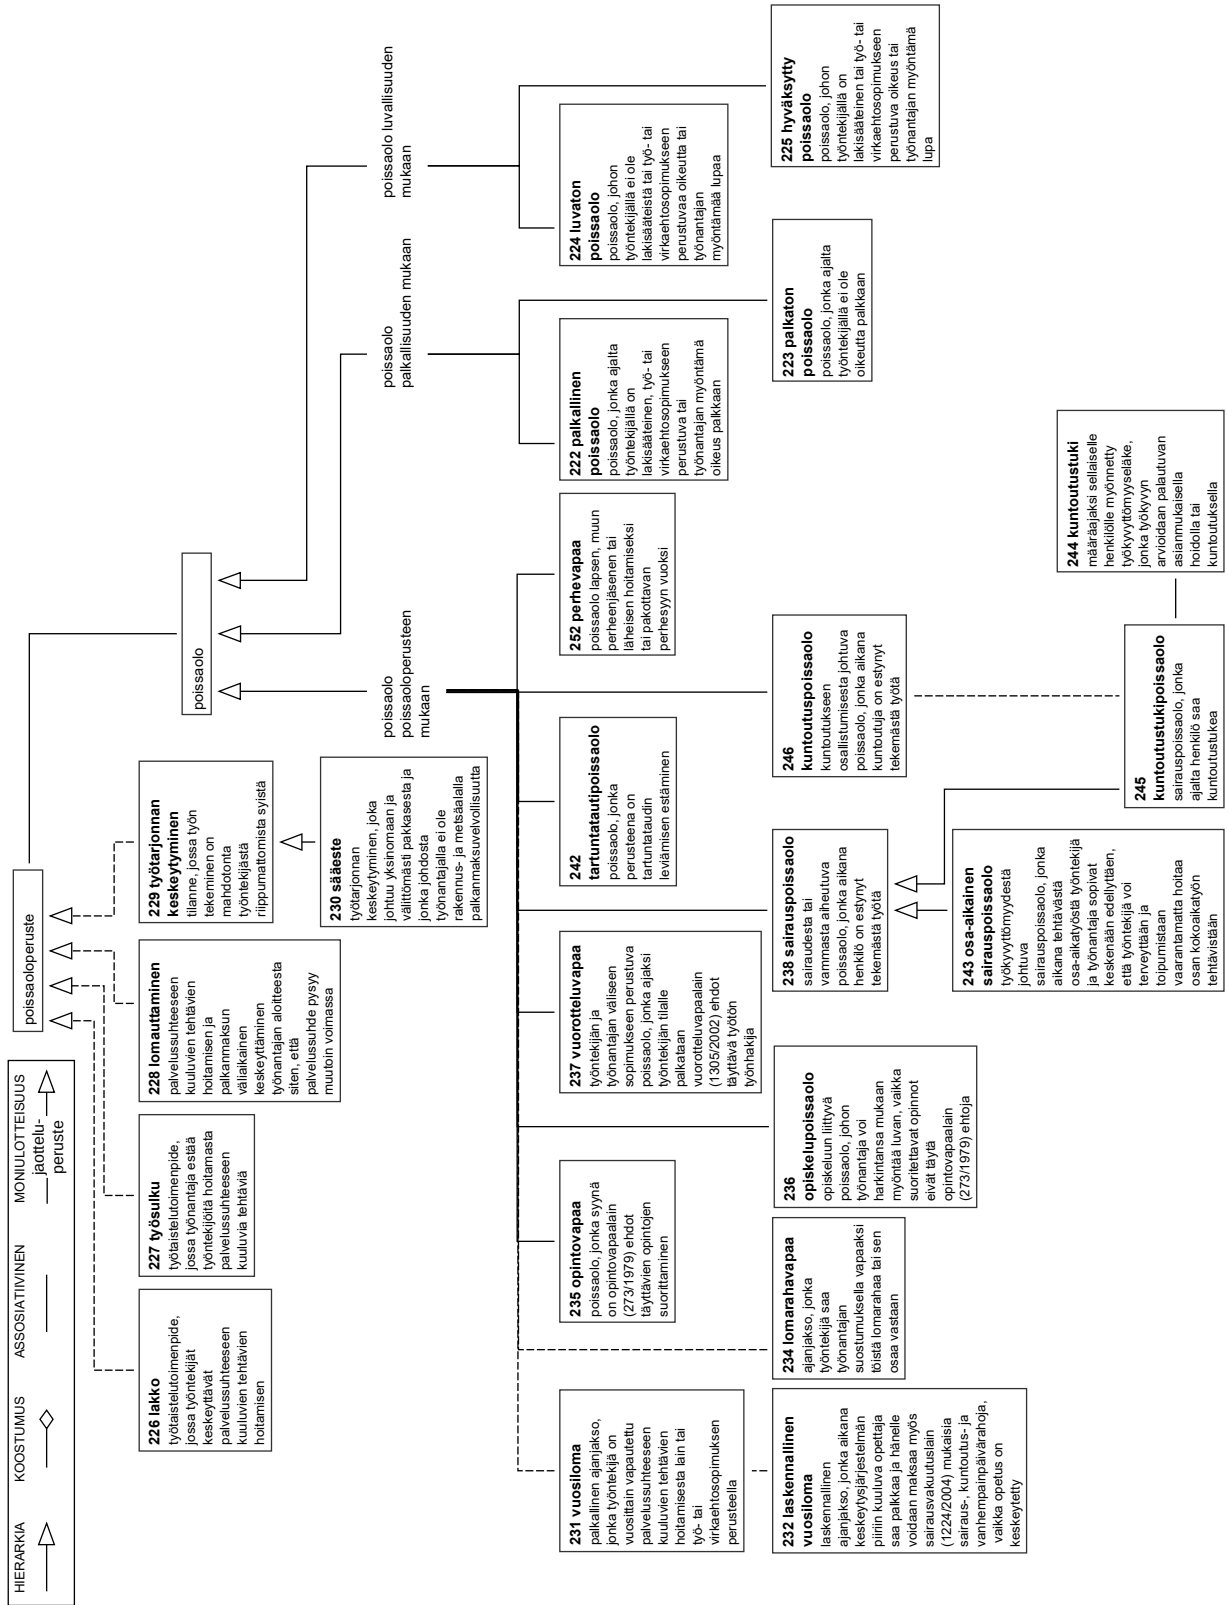 HIERARKIA
KOOSTUMUS
ASSOSIATIIVINEN
MONIULOTTEISUUS
jaottelu-
peruste
poissaoloperuste
poissaolo
226 lakko
työtaistelutoimenpide,
jossa työntekijät
keskeyttävät
palvelussuhteeseen
kuuluvien tehtävien
hoitamisen
227 työsulku
työtaistelutoimenpide,
jossa työnantaja estää
työntekijöitä hoitamasta
palvelussuhteeseen
kuuluvia tehtäviä
228 lomauttaminen
palvelussuhteeseen
kuuluvien tehtävien
hoitamisen ja
palkanmaksun
väliaikainen
keskeyttäminen
työnantajan aloitteesta
siten, että
palvelussuhde pysyy
muutoin voimassa
229 työtarjonnan
keskeytyminen
tilanne, jossa työn
tekeminen on
mahdotonta
työntekijästä
riippumattomista syistä
230 sääeste
työtarjonnan
keskeytyminen, joka
johtuu yksinomaan ja
välittömästi pakkasesta ja
jonka johdosta
työnantajalla ei ole
rakennus- ja metsäalalla
palkanmaksuvelvollisuutta
poissaolo
poissaoloperusteen
mukaan
poissaolo
palkallisuuden mukaan
poissaolo luvallisuuden
mukaan
231 vuosiloma
palkallinen ajanjakso,
jonka työntekijä on
vuosittain vapautettu
palvelussuhteeseen
kuuluvien tehtävien
hoitamisesta lain tai
työ- tai
virkaehtosopimuksen
perusteella
235 opintovapaa
poissaolo, jonka syynä
on opintovapaalain
(273/1979) ehdot
täyttävien opintojen
suorittaminen
237 vuorotteluvapaa
työntekijän ja
työnantajan väliseen
sopimukseen perustuva
poissaolo, jonka ajaksi
työntekijän tilalle
palkataan
vuorotteluvapaalain
(1305/2002) ehdot
täyttävä työtön
työnhakija
242
tartuntatautipoissaolo
poissaolo, jonka
perusteena on
tartuntataudin
leviämisen estäminen
252 perhevapaa
poissaolo lapsen, muun
perheenjäsenen tai
läheisen hoitamiseksi
tai pakottavan
perhesyyn vuoksi
222 palkallinen
poissaolo
poissaolo, jonka ajalta
työntekijällä on
lakisääteinen, työ- tai
virkaehtosopimukseen
perustuva tai
työnantajan myöntämä
oikeus palkkaan
224 luvaton
poissaolo
poissaolo, johon
työntekijällä ei ole
lakisääteistä tai työ- tai
virkaehtosopimukseen
perustuvaa oikeutta tai
työnantajan
myöntämää lupaa
232 laskennallinen
vuosiloma
laskennallinen
ajanjakso, jonka aikana
keskeytysjärjestelmän
piiriin kuuluva opettaja
saa palkkaa ja hänelle
voidaan maksaa myös
sairausvakuutuslain
(1224/2004) mukaisia
sairaus-, kuntoutus- ja
vanhempainpäivärahoja,
vaikka opetus on
keskeytetty
234 lomarahavapaa
ajanjakso, jonka
työntekijä saa
työnantajan
suostumuksella vapaaksi
töistä lomarahaa tai sen
osaa vastaan
236
opiskelupoissaolo
opiskeluun liittyvä
poissaolo, johon
työnantaja voi
harkintansa mukaan
myöntää luvan, vaikka
suoritettavat opinnot
eivät täytä
opintovapaalain
(273/1979) ehtoja
238 sairauspoissaolo
sairaudesta tai
vammasta aiheutuva
poissaolo, jonka aikana
henkilö on estynyt
tekemästä työtä
246
kuntoutuspoissaolo
kuntoutukseen
osallistumisesta johtuva
poissaolo, jonka aikana
kuntoutuja on estynyt
tekemästä työtä
223 palkaton
poissaolo
poissaolo, jonka ajalta
työntekijällä ei ole
oikeutta palkkaan
225 hyväksytty
poissaolo
poissaolo, johon
työntekijällä on
lakisääteinen tai työ- tai
virkaehtosopimukseen
perustuva oikeus tai
työnantajan myöntämä
lupa
243 osa-aikainen
sairauspoissaolo
työkyvyttömyydestä
johtuva
sairauspoissaolo, jonka
aikana tehtävästä
osa-aikatyöstä työntekijä
ja työnantaja sopivat
keskenään edellyttäen,
että työntekijä voi
terveyttään ja
toipumistaan
vaarantamatta hoitaa
osan kokoaikatyön
tehtävistään
245
kuntoutustukipoissaolo
sairauspoissaolo, jonka
ajalta henkilö saa
kuntoutustukea
244 kuntoutustuki
määräajaksi sellaiselle
henkilölle myönnetty
työkyvyttömyyseläke,
jonka työkyvyn
arvioidaan palautuvan
asianmukaisella
hoidolla tai
kuntoutuksella